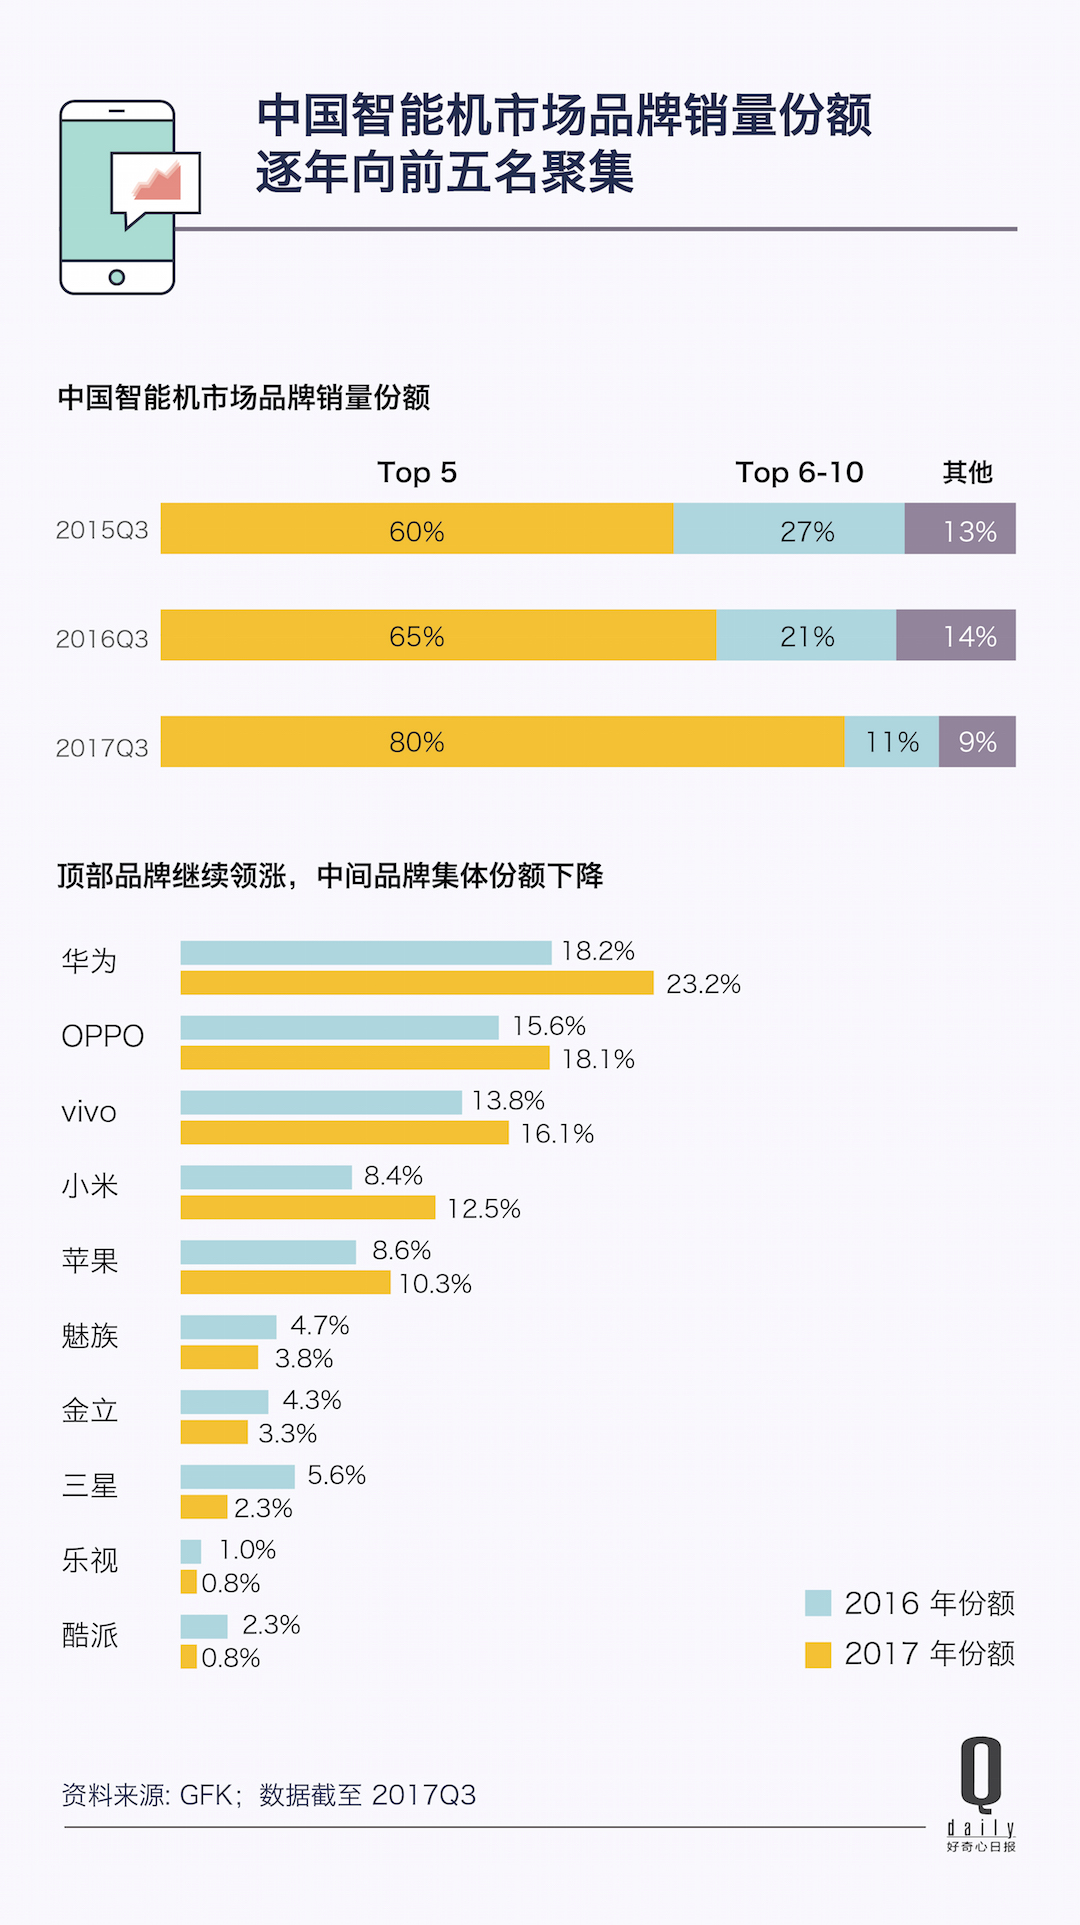 中国智能机市场品牌销量份额
逐年向前五名聚集
中国智能机市场品牌销量份额
Top 5 Top 6-10 其他
2015Q3 60% 27% 13%
2016Q3 65% 21% 14%
2017Q3 80% 11% 9%
顶部品牌继续领涨，中间品牌集体份额下降
华为 18.2%
23.2%
OPPO 15.6%
18.1%
vivo 13.8%
16.1%
小米 8.4%
12.5%
苹果 8.6%
10.3%
魅族 4.7%
3.8%
金立 4.3%
3.3%
三星 5.6%
2.3%
乐视 1.0%
0.8%
酷派 2.3%
0.8%
2016 年份额
2017 年份额
资料来源: GFK；数据截至 2017Q3
Q
daily
好奇心日报